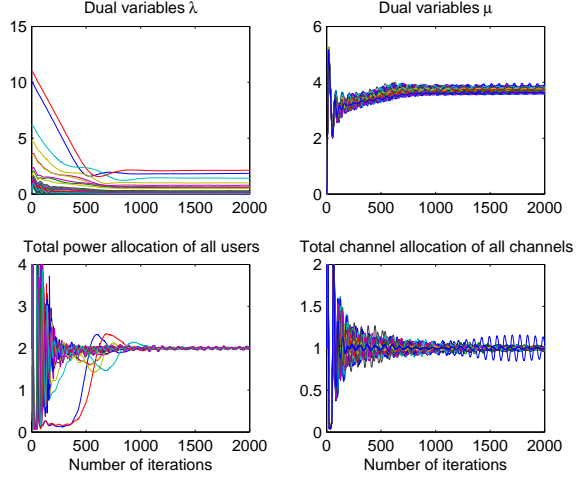 Dual variables λ
15
10
5
0
0 500 1000 1500 2000
Dual variables μ
6
4
2
0
0 500 1000 1500 2000
Total power allocation of all users
4
3
2
1
0
0 500 1000 1500 2000
Number of iterations
Total channel allocation of all channels
2
1.5
1
0.5
0
0 500 1000 1500 2000
Number of iterations